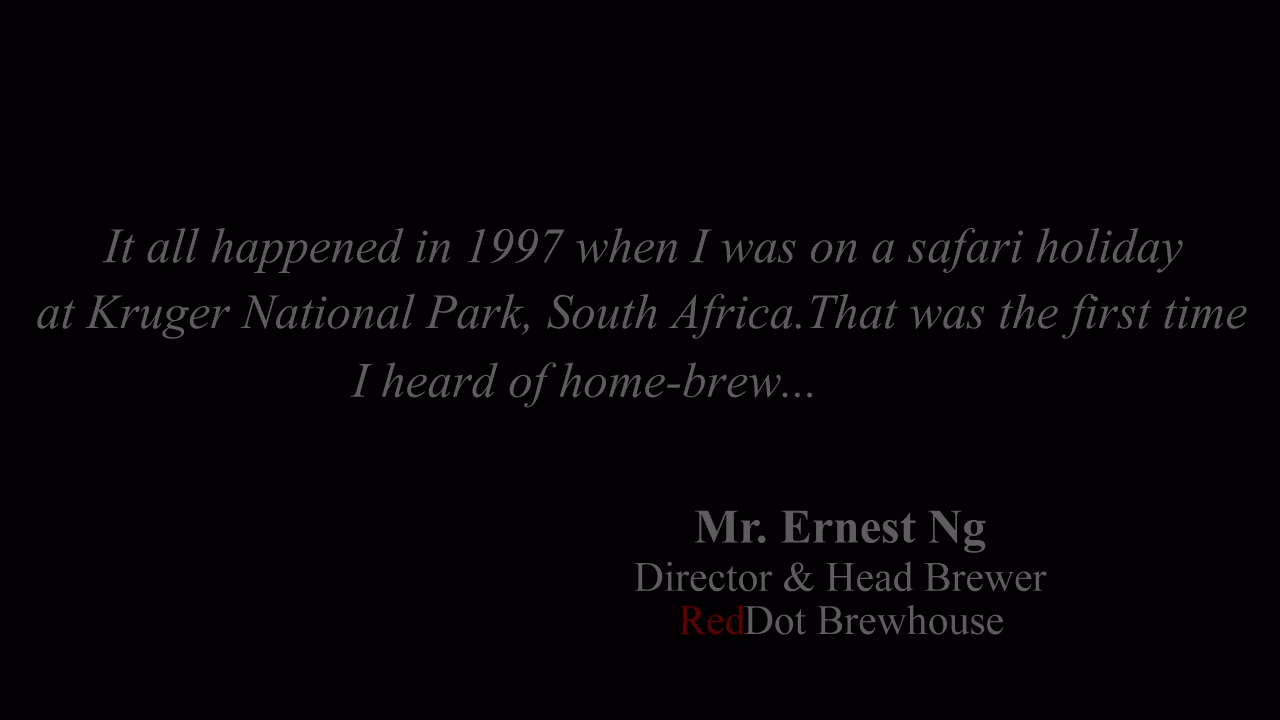 It all happened in 1997 when I was on a safari holiday
at Kruger National Park, South Africa.That was the first time
I heard of home-brew...
Mr. Ernest Ng
Director & Head Brewer
RedDot Brewhouse